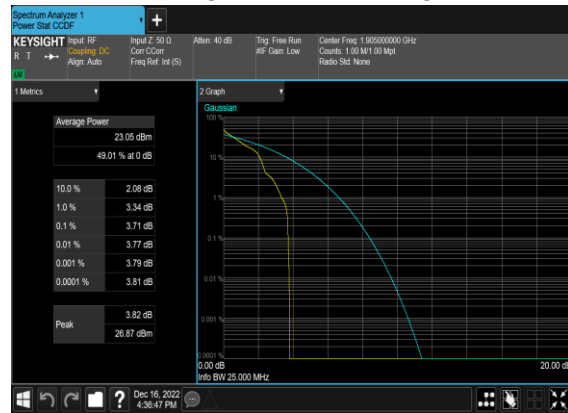 Spectrum Analyzer 1
Power Stat CCDF
+
KEYSIGHT
R T
LXI
Input: RF
Coupling: DC
Align: Auto
Input Z: 50 Ω
Corr CCorr
Freq Ref: Int (S)
Atten: 40 dB
Trig: Free Run
#IF Gain: Low
Center Freq: 1.905000000 GHz
Counts: 1.00 M/1.00 Mpt
Radio Std: None
1 Metrics
Average Power
23.05 dBm
49.01 % at 0 dB
10.0 % 2.08 dB
1.0 % 3.34 dB
0.1 % 3.71 dB
0.01 % 3.77 dB
0.001 % 3.79 dB
0.0001 % 3.81 dB
Peak
3.82 dB
26.87 dBm
2 Graph
Gaussian
100 %
10 %
1 %
0.1 %
0.01 %
0.001 %
0.0001 %
0.00 dB
20.00 dB
Info BW 25.000 MHz
?
Dec 16, 2022
4:36:47 PM